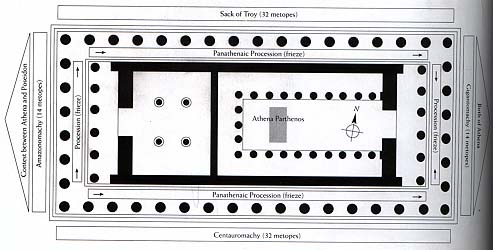 Sack of Troy (32 metopes)
Panathenaic Procession (frieze)
Contest between Athena and Poseidon
Amazonomachy (14 metopes)
Procession (frieze)
Athena Parthenos
N
Procession (frieze)
Gigantomachy (14 metopes)
Birth of Athena
Panathenaic Procession (frieze)
Centauromachy (32 metopes)